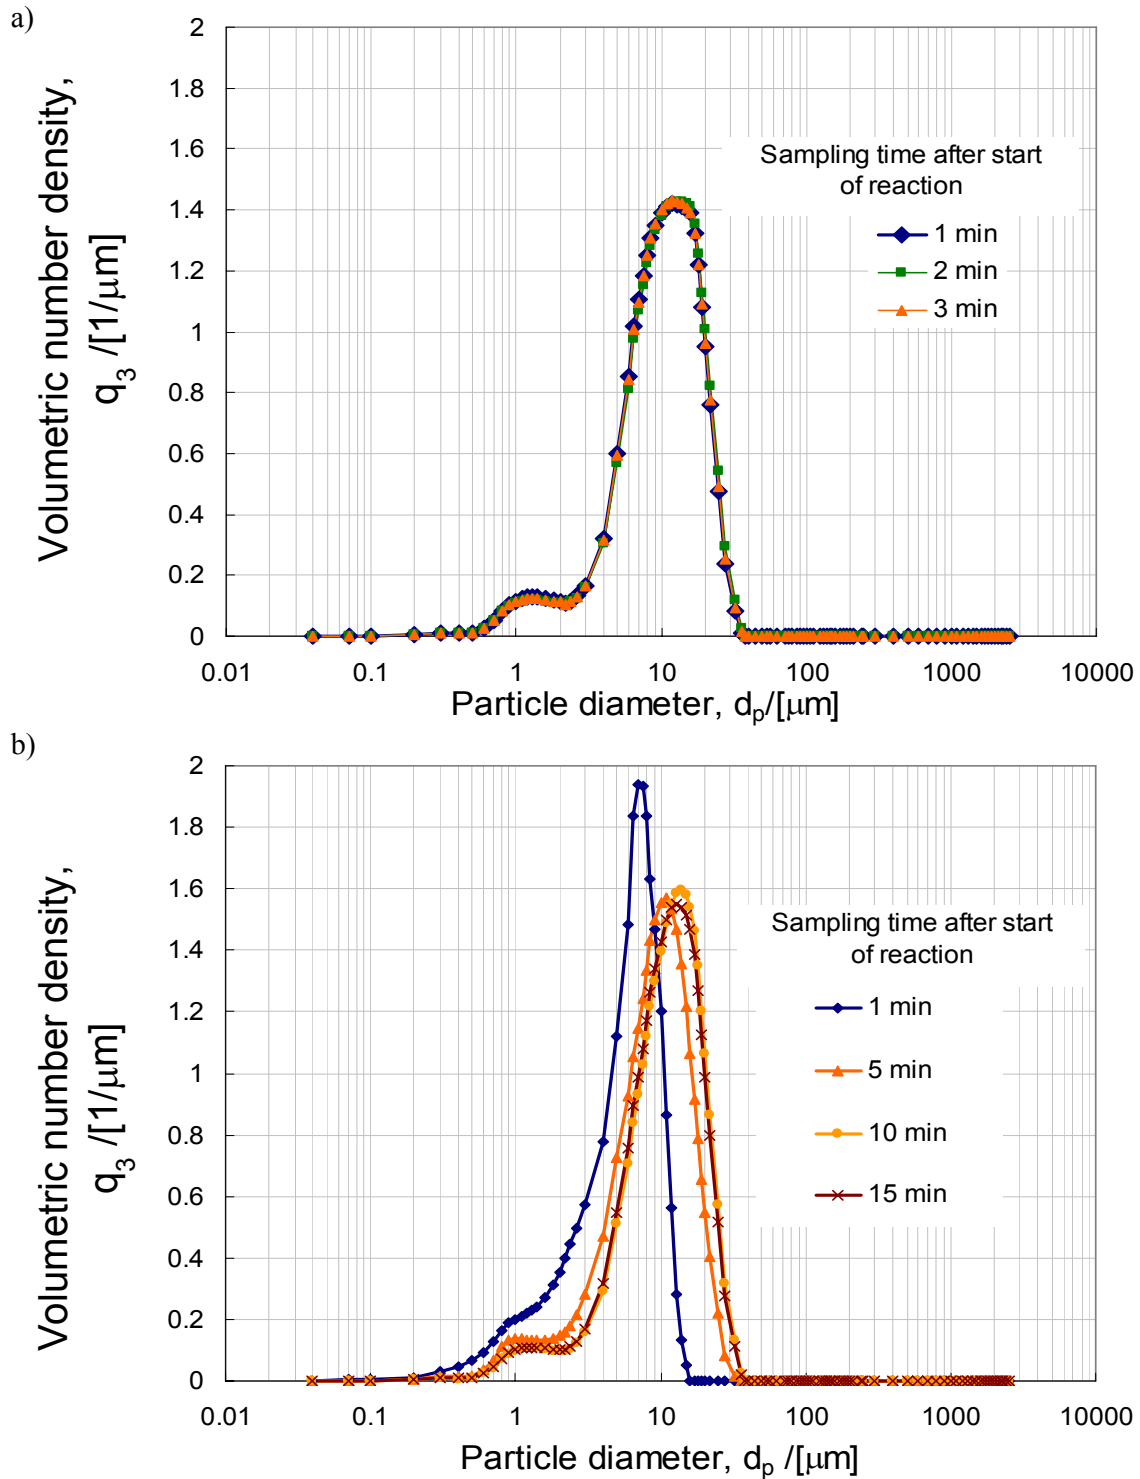 a)
Volumetric number density,
q3 /[1/μm]
2
1.8
1.6
1.4
1.2
1
0.8
0.6
0.4
0.2
0
0.01 0.1 1 10 100 1000 10000
Particle diameter, dp/[μm]
Sampling time after start
of reaction
1 min
2 min
3 min
b)
Volumetric number density,
q3 /[1/μm]
2
1.8
1.6
1.4
1.2
1
0.8
0.6
0.4
0.2
0
0.01 0.1 1 10 100 1000 10000
Particle diameter, dp /[μm]
Sampling time after start
of reaction
1 min
5 min
10 min
15 min